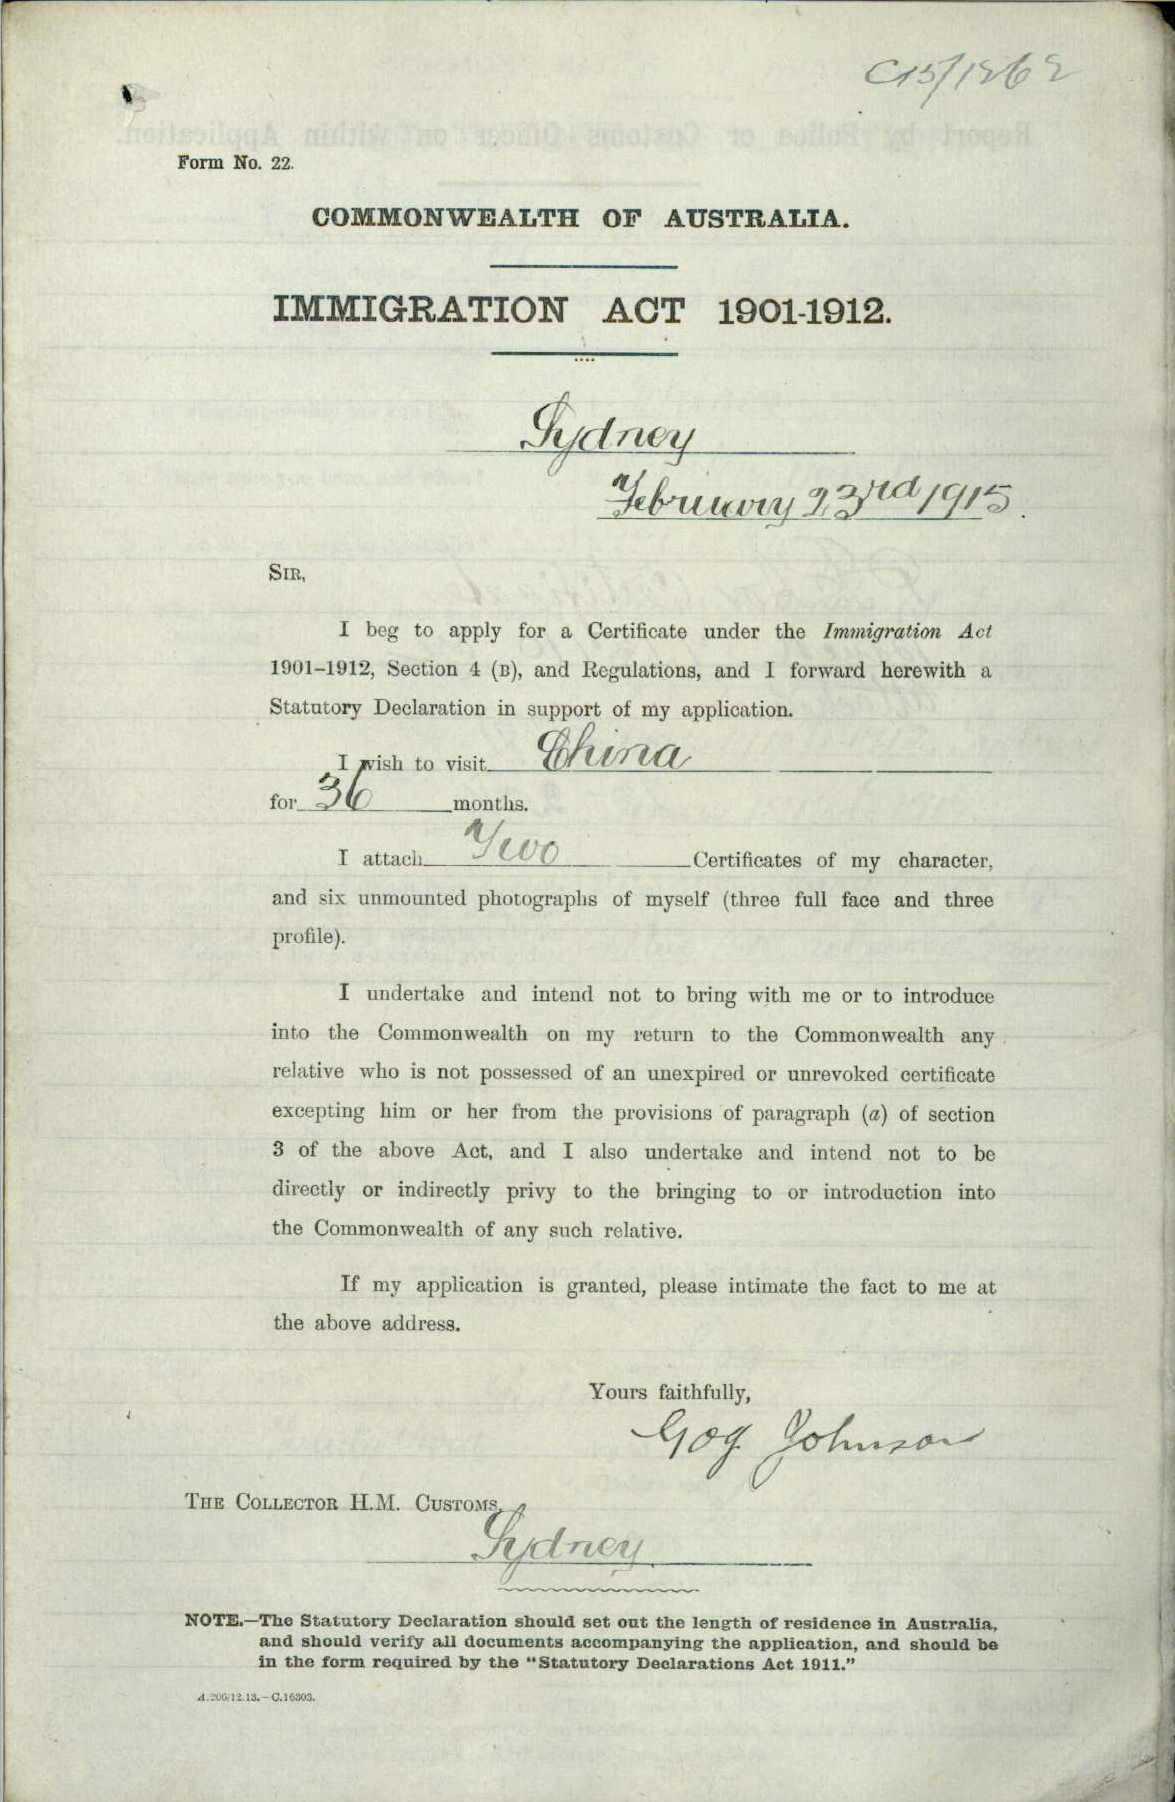 C15/1262
Form No. 22.
COMMONWEALTH OF AUSTRALIA.
IMMIGRATION ACT 1901-1912.
Sydney
February 23rd 1915.
SIR,
I beg to apply for a Certificate under the Immigration Act
1901–1912, Section 4 (B), and Regulations, and I forward herewith a
Statutory Declaration in support of my application.
I wish to visit China
for 36 months.
I attach Two Certificates of my character,
and six unmounted photographs of myself (three full face and three
profile).
I undertake and intend not to bring with me or to introduce
into the Commonwealth on my return to the Commonwealth any
relative who is not possessed of an unexpired or unrevoked certificate
excepting him or her from the provisions of paragraph (a) of section
3 of the above Act, and I also undertake and intend not to be
directly or indirectly privy to the bringing to or introduction into
the Commonwealth of any such relative.
If my application is granted, please intimate the fact to me at
the above address.
Yours faithfully,
Gog Johnson
THE COLLECTOR H.M. CUSTOMS,
Sydney
NOTE.—The Statutory Declaration should set out the length of residence in Australia,
and should verify all documents accompanying the application, and should be
in the form required by the "Statutory Declarations Act 1911."
A.206/12.13.—C.16303.